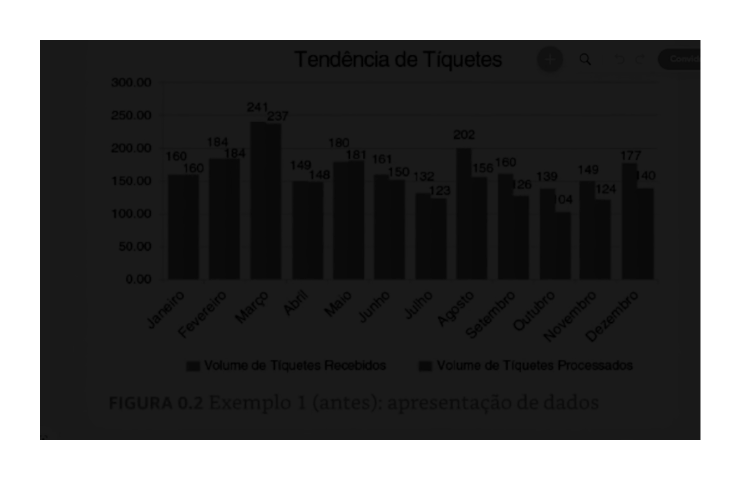 Tendência de Tíquetes
300.00
250.00
200.00
150.00
100.00
50.00
0.00
160 160
184 184
241 237
149 148
180 181
161 150
132 123
202 156
160 126
139 104
149 124
177 140
Janeiro
Fevereiro
Março
Abril
Maio
Junho
Julho
Agosto
Setembro
Outubro
Novembro
Dezembro
Volume de Tíquetes Recebidos
Volume de Tíquetes Processados
FIGURA 0.2 Exemplo 1 (antes): apresentação de dados